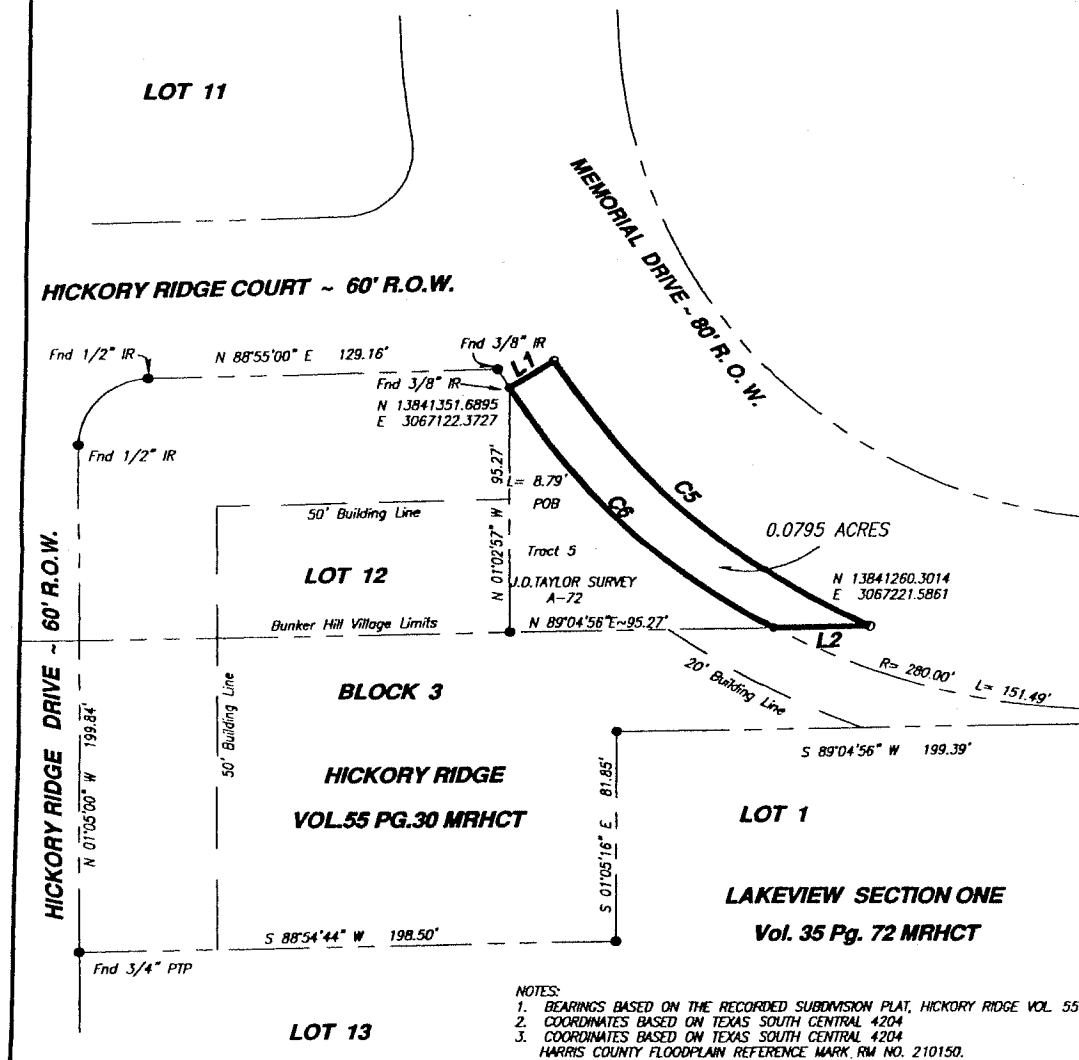 LOT 11
MEMORIAL DRIVE ~ 80' R. O. W.
HICKORY RIDGE COURT ~ 60' R.O.W.
Fnd 1/2" IR
N 88°55'00" E 129.16'
Fnd 3/8" IR
L1
Fnd 3/8" IR
N 13841351.6895
E 3067122.3727
Fnd 1/2" IR
N 01°02'57" W 95.27'
L= 8.79'
POB
C5
C6
50' Building Line
0.0795 ACRES
Tract 5
LOT 12
J.D.TAYLOR SURVEY
A-72
N 13841260.3014
E 3067221.5861
Bunker Hill Village Limits
N 89°04'56"E~95.27'
L2
HICKORY RIDGE DRIVE ~ 60' R.O.W.
20' Building Line
R= 280.00' L= 151.49'
BLOCK 3
N 01°05'00" W 199.84'
50' Building Line
S 89°04'56" W 199.39'
HICKORY RIDGE
VOL.55 PG.30 MRHCT
S 01°05'16" E 81.85'
LOT 1
LAKEVIEW SECTION ONE
Vol. 35 Pg. 72 MRHCT
S 88°54'44" W 198.50'
Fnd 3/4" PTP
LOT 13
NOTES:
1. BEARINGS BASED ON THE RECORDED SUBDIVISION PLAT, HICKORY RIDGE VOL. 55
2. COORDINATES BASED ON TEXAS SOUTH CENTRAL 4204
3. COORDINATES BASED ON TEXAS SOUTH CENTRAL 4204
HARRIS COUNTY FLOODPLAIN REFERENCE MARK, RM NO. 210150.